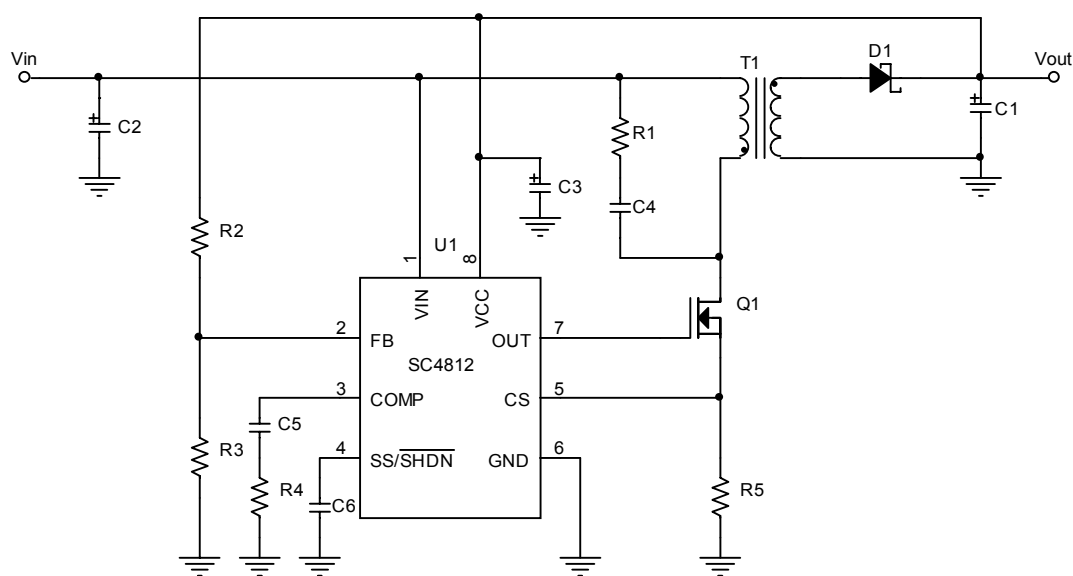 Vin
C2
T1
D1
Vout
C1
R1
C3
C4
R2
U1
1
8
VIN
VCC
Q1
2
FB
OUT
7
SC4812
3
COMP
CS
5
C5
R3
4
SS/SHDN
GND
6
R4
C6
R5